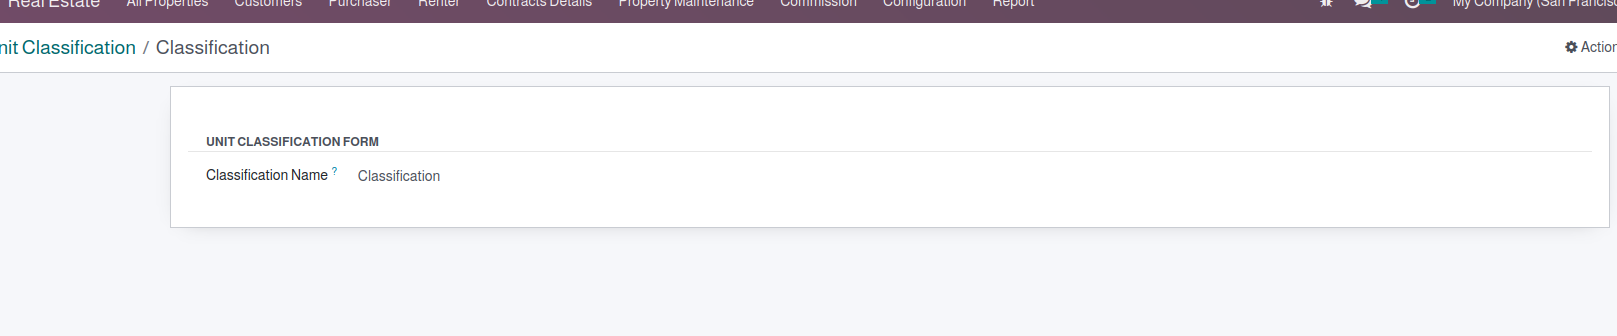 Real Estate All Properties Customers Purchaser Renter Contracts Details Property Maintenance Commission Configuration Report My Company (San Francisc
nit Classification / Classification Action
UNIT CLASSIFICATION FORM
Classification Name ? Classification